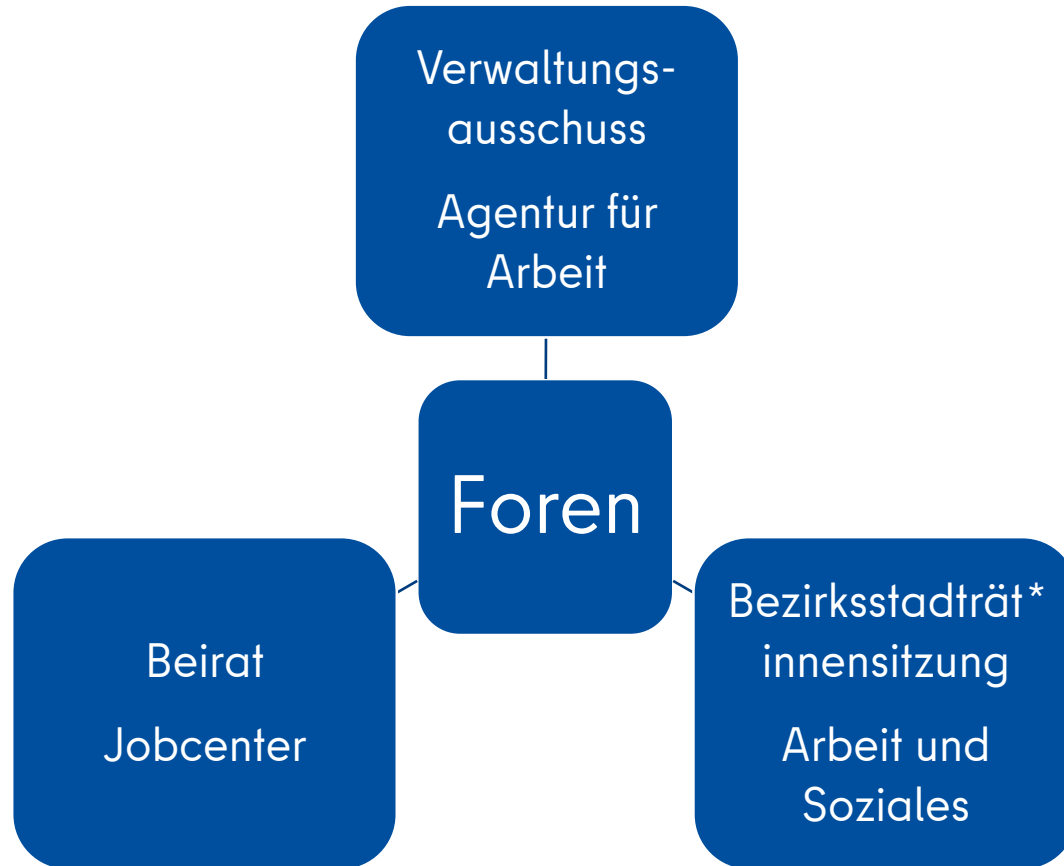 Verwaltungs-
ausschuss
Agentur für
Arbeit
Foren
Beirat
Jobcenter
Bezirksstadträt*
innensitzung
Arbeit und
Soziales